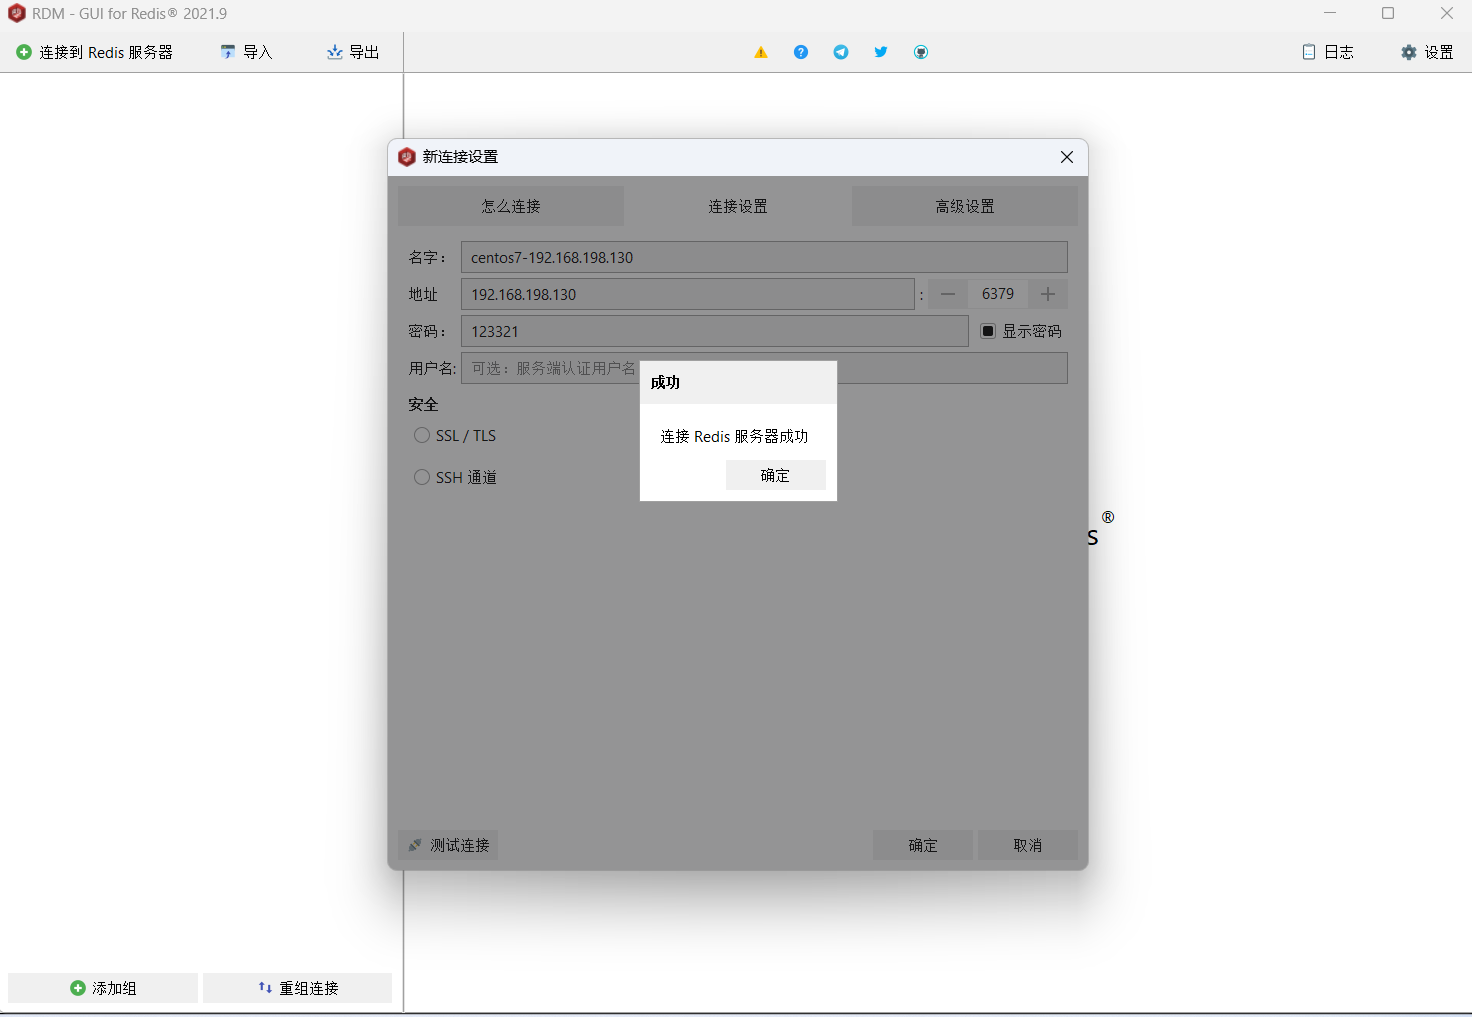 RDM - GUI for Redis® 2021.9
连接到 Redis 服务器 导入 导出 日志 设置
新连接设置
怎么连接 连接设置 高级设置
名字： centos7-192.168.198.130
地址 192.168.198.130 : 6379
密码： 123321 显示密码
用户名: 可选：服务端认证用户名
成功
安全
SSL / TLS
连接 Redis 服务器成功
SSH 通道
确定
s®
测试连接 确定 取消
添加组 重组连接